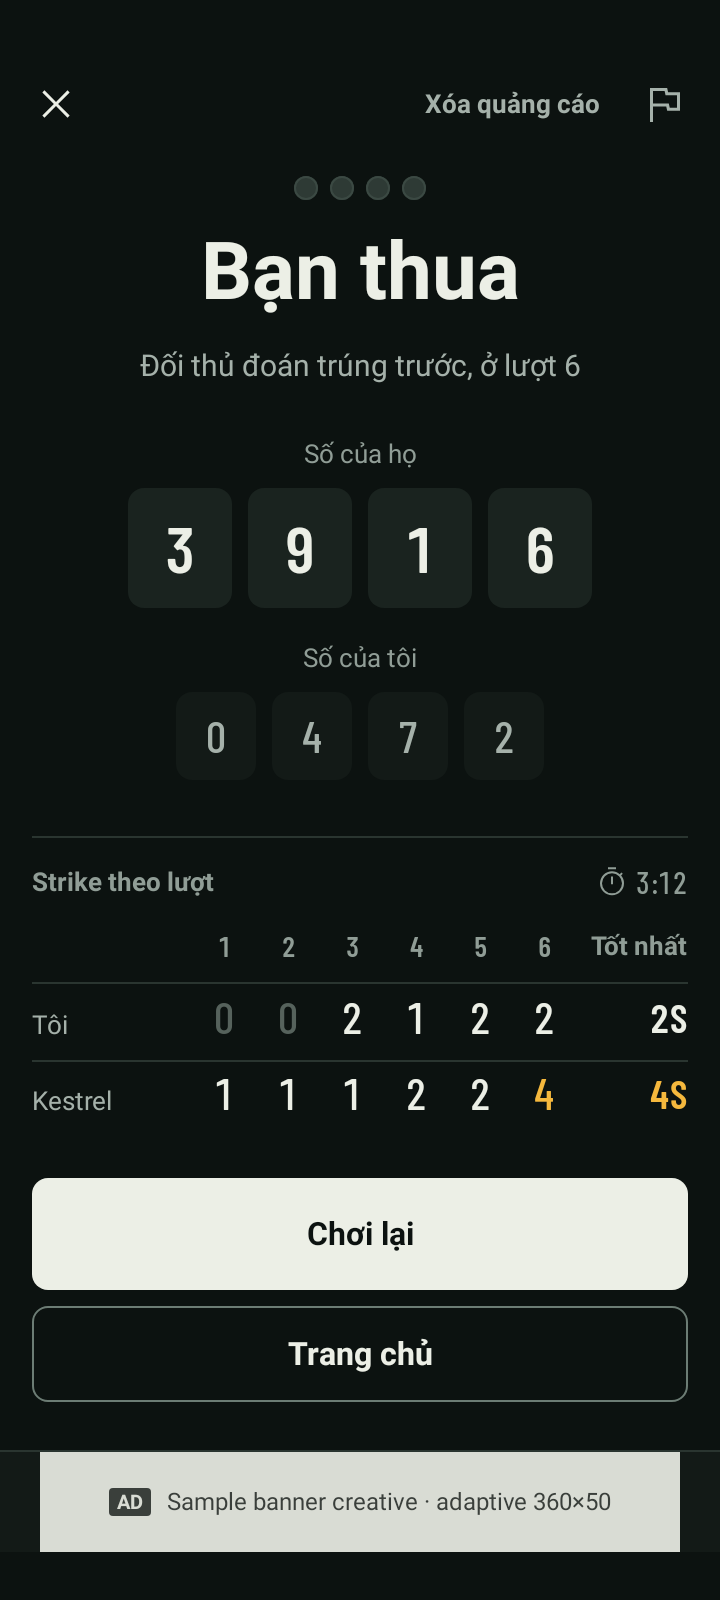 Xóa quảng cáo
Bạn thua
Đối thủ đoán trúng trước, ở lượt 6
Số của họ
3 9 1 6
Số của tôi
0 4 7 2
Strike theo lượt 3:12
1 2 3 4 5 6 Tốt nhất
Tôi 0 0 2 1 2 2 2S
Kestrel 1 1 1 2 2 4 4S
Chơi lại
Trang chủ
AD Sample banner creative · adaptive 360×50